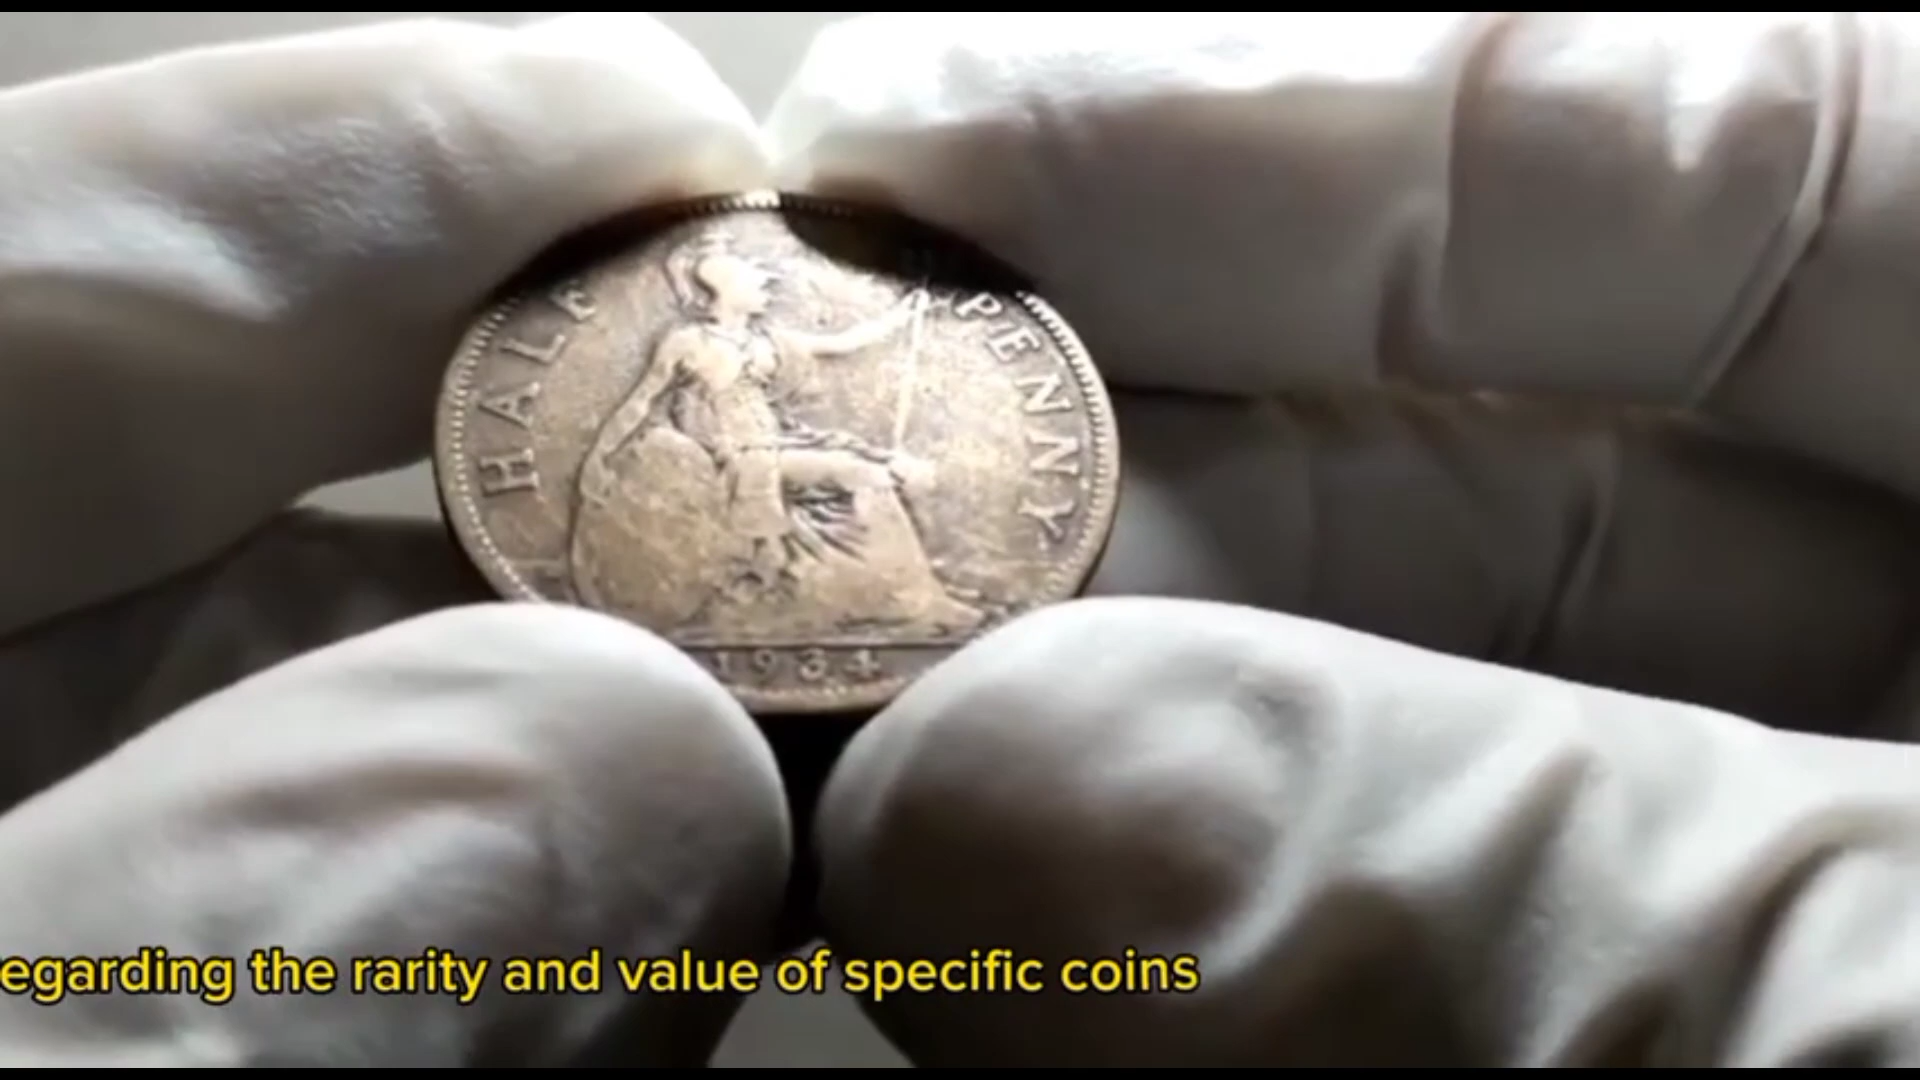 HALF PENNY
1934
egarding the rarity and value of specific coins